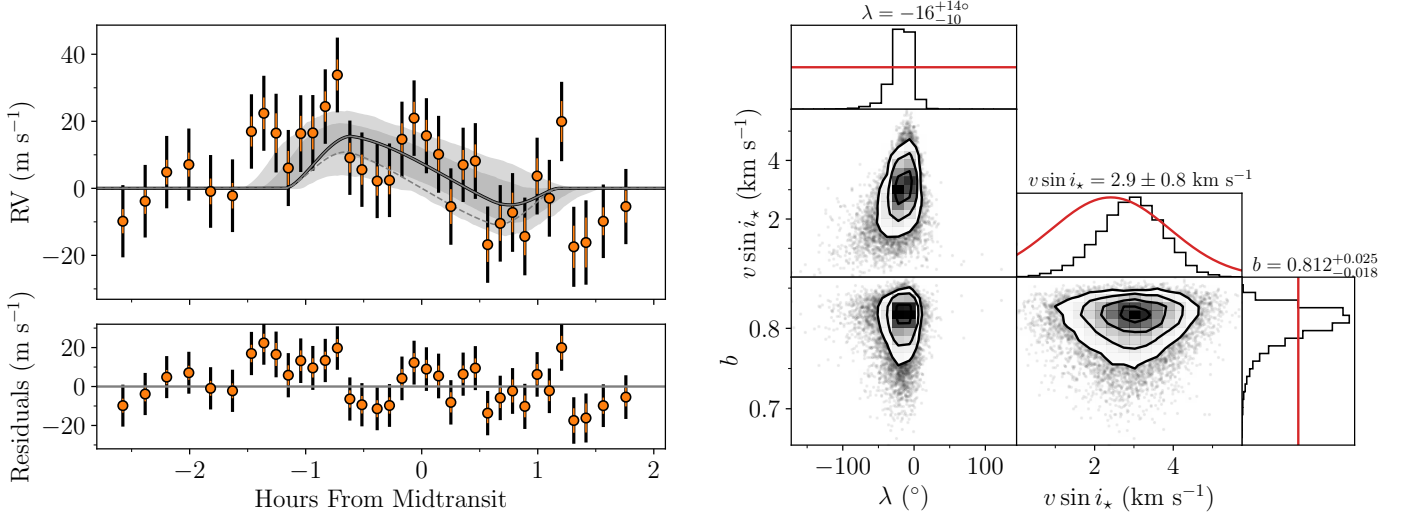 40
20
0
−20
RV (m s⁻¹)
20
0
−20
Residuals (m s⁻¹)
−2
−1
0
1
2
Hours From Midtransit
λ = −16⁺¹⁴°₋₁₀
v sin i⋆ (km s⁻¹)
4
2
v sin i⋆ = 2.9 ± 0.8 km s⁻¹
b = 0.812⁺⁰·⁰²⁵₋₀.₀₁₈
b
0.8
0.7
−100
0
100
λ (°)
2
4
v sin i⋆ (km s⁻¹)